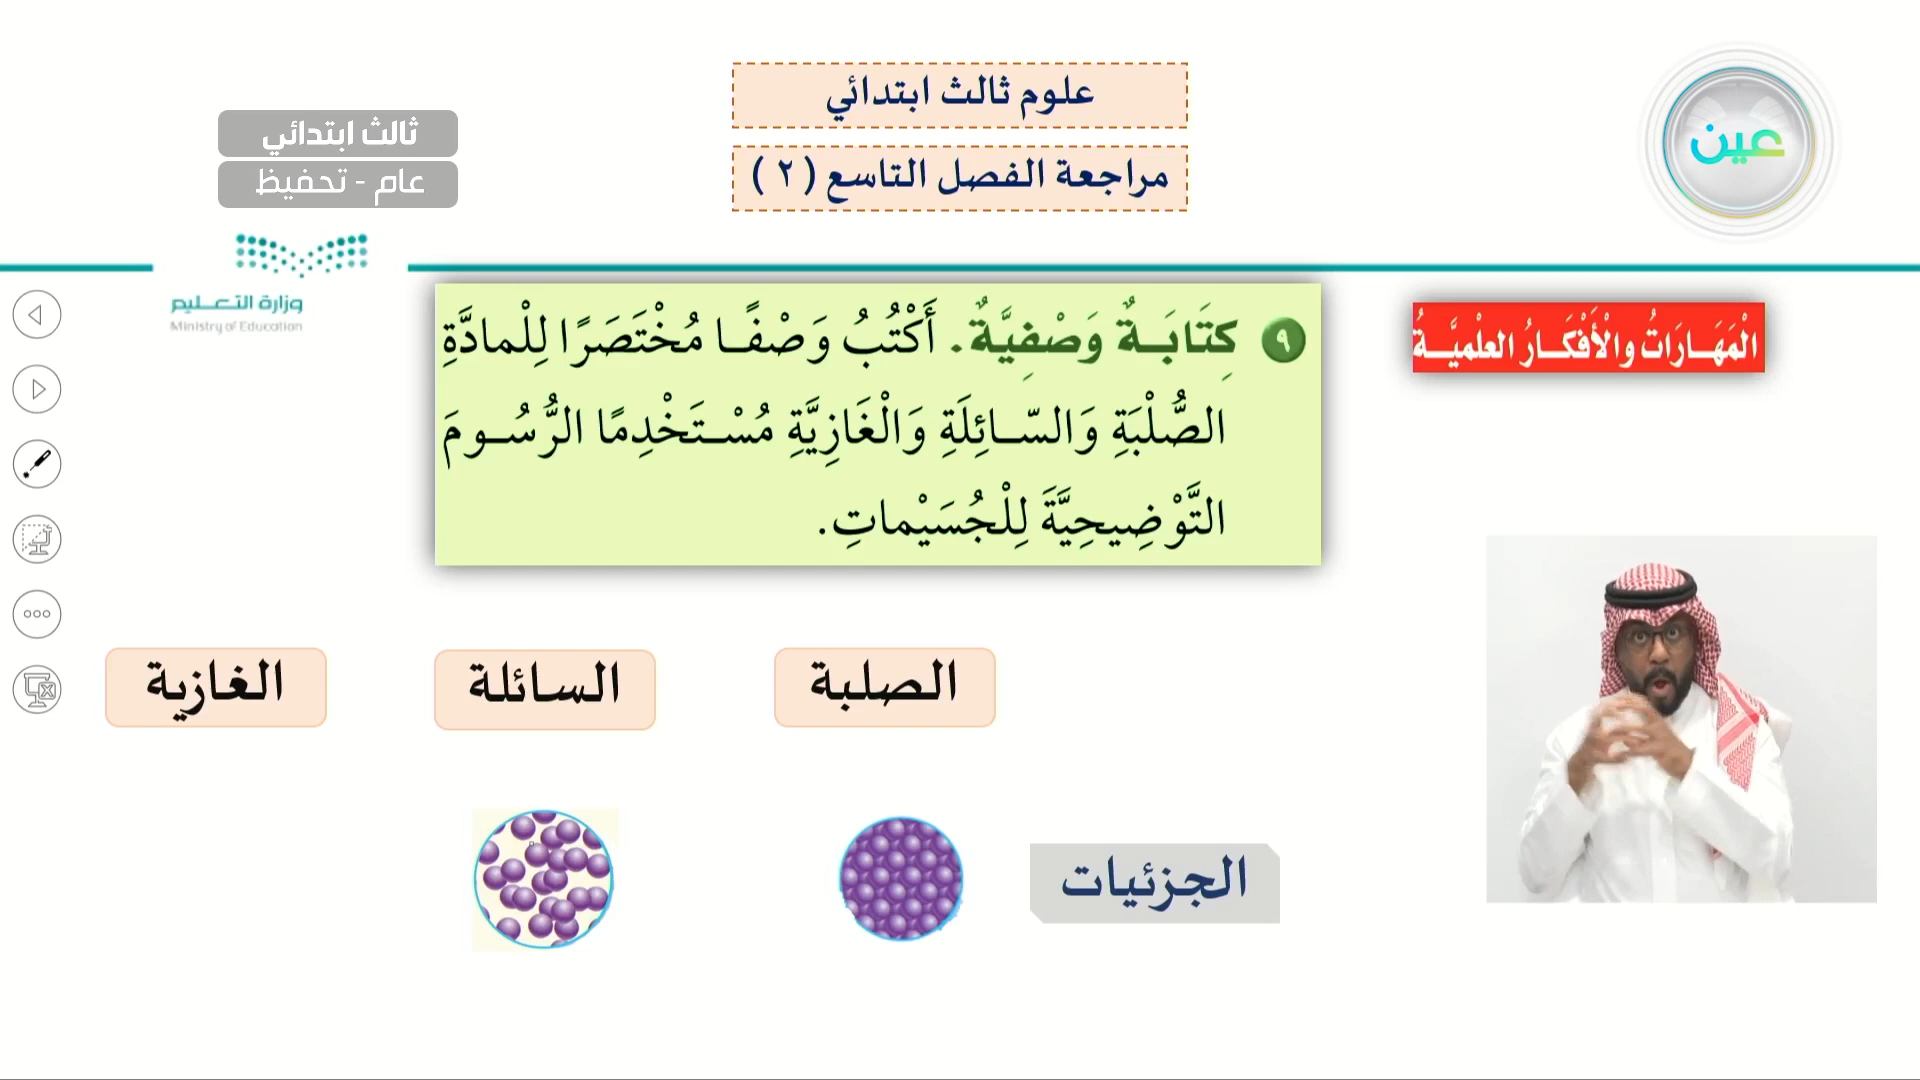 علوم ثالث ابتدائي
مراجعة الفصل التاسع ( ٢ )
عين
ثالث ابتدائي
عام - تحفيظ
وزارة التعليم
Ministry of Education
الْمَهَارَاتُ والْأَفْكَارُ العلْميَّةُ
٩ كِتَابَةٌ وَصْفِيَّةٌ. أَكْتُبُ وَصْفًا مُخْتَصَرًا لِلْمادَّةِ
الصُّلْبَةِ وَالسّائِلَةِ وَالْغَازِيَّةِ مُسْتَخْدِمًا الرُّسُومَ
التَّوْضِيحِيَّةَ لِلْجُسَيْماتِ.
الصلبة
السائلة
الغازية
الجزئيات